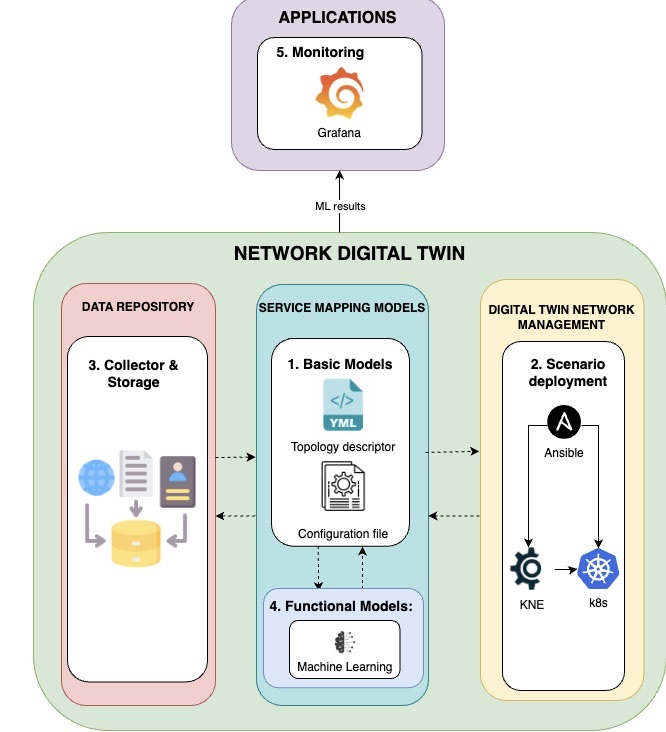 APPLICATIONS
5. Monitoring
Grafana
ML results
NETWORK DIGITAL TWIN
DATA REPOSITORY
3. Collector &
Storage
SERVICE MAPPING MODELS
1. Basic Models
</>
YML
Topology descriptor
Configuration file
4. Functional Models:
Machine Learning
DIGITAL TWIN NETWORK
MANAGEMENT
2. Scenario
deployment
A
Ansible
KNE
k8s